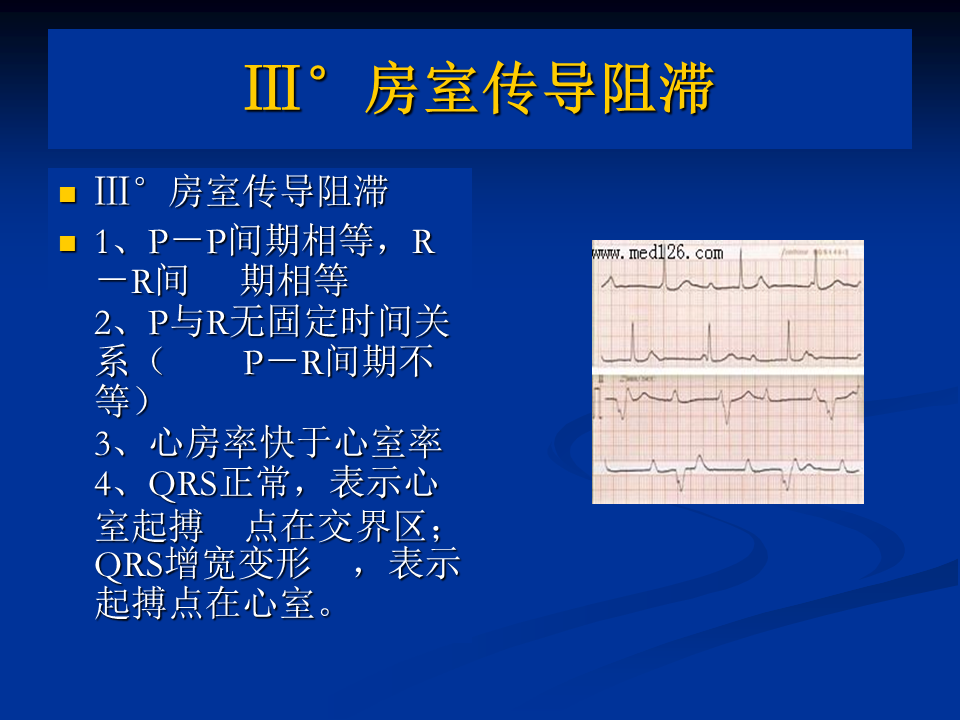 Ⅲ°房室传导阻滞
Ⅲ°房室传导阻滞
1、P－P间期相等，R
－R间 期相等
2、P与R无固定时间关
系（ P－R间期不
等）
3、心房率快于心室率
4、QRS正常，表示心
室起搏 点在交界区；
QRS增宽变形 ，表示
起搏点在心室。
www.med126.com
II